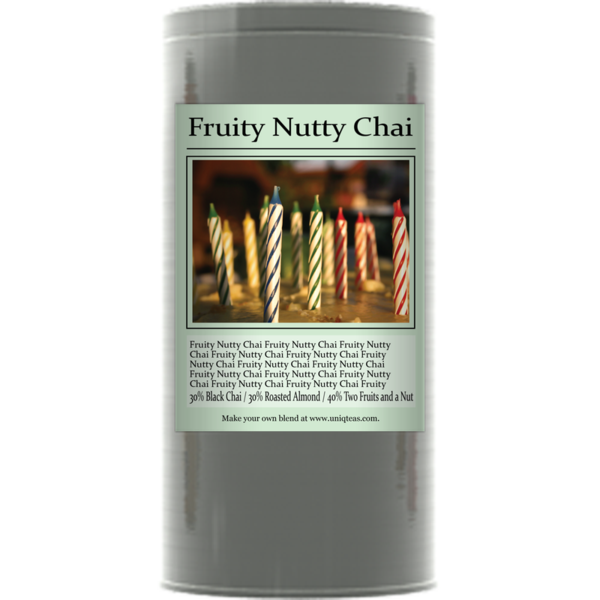 Fruity Nutty Chai
Fruity Nutty Chai Fruity Nutty Chai Fruity Nutty
Chai Fruity Nutty Chai Fruity Nutty Chai Fruity
Nutty Chai Fruity Nutty Chai Fruity Nutty Chai
Fruity Nutty Chai Fruity Nutty Chai Fruity Nutty
Chai Fruity Nutty Chai Fruity Nutty Chai Fruity
30% Black Chai / 30% Roasted Almond / 40% Two Fruits and a Nut
Make your own blend at www.uniqteas.com.